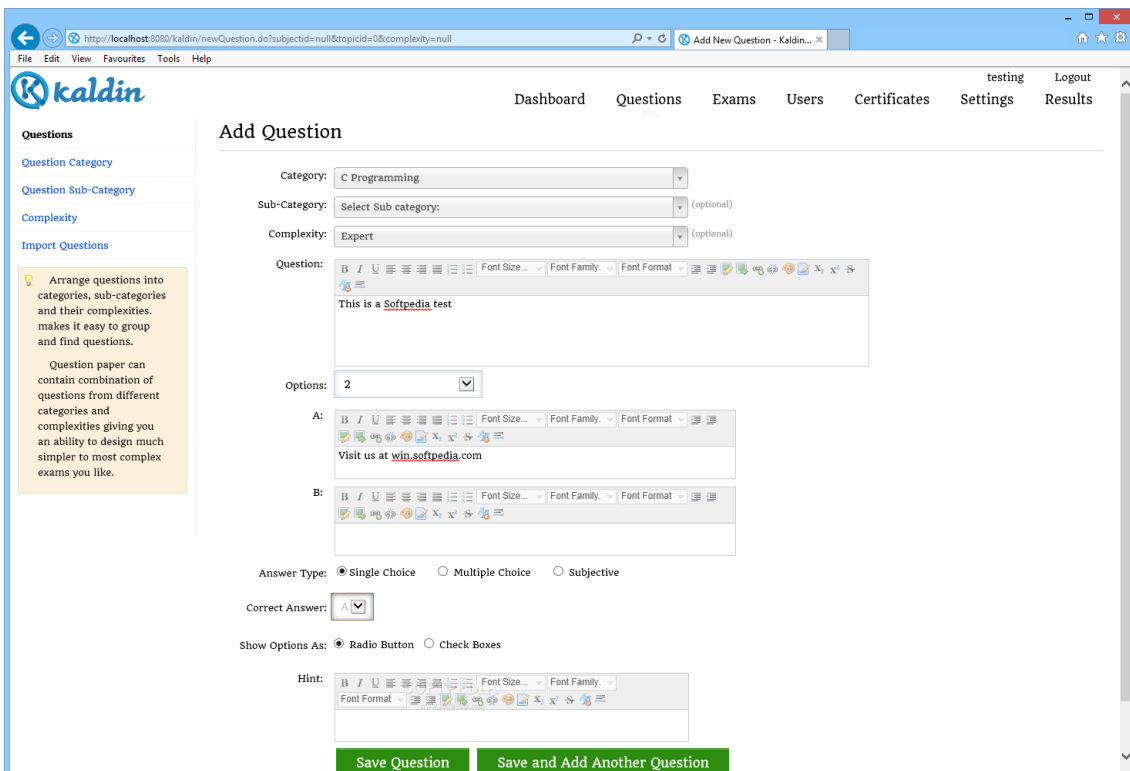 http://localhost:8080/kaldin/newQuestion.do?subjectid=null&topicid=0&complexity=null
Add New Question - Kaldin...
File Edit View Favourites Tools Help
kaldin
testing Logout
Dashboard Questions Exams Users Certificates Settings Results
Questions
Question Category
Question Sub-Category
Complexity
Import Questions
Arrange questions into
categories, sub-categories
and their complexities.
makes it easy to group
and find questions.
Question paper can
contain combination of
questions from different
categories and
complexities giving you
an ability to design much
simpler to most complex
exams you like.
Add Question
Category: C Programming
Sub-Category: Select Sub category: (optional)
Complexity: Expert (optional)
Question: B I U Font Size... Font Family. Font Format X₂ X² S
This is a Softpedia test
Options: 2
A: B I U Font Size... Font Family. Font Format
X₂ X² S
Visit us at win.softpedia.com
B: B I U Font Size... Font Family. Font Format
X₂ X² S
Answer Type: Single Choice Multiple Choice Subjective
Correct Answer: A
Show Options As: Radio Button Check Boxes
Hint: B I U Font Size... Font Family.
Font Format X₂ X² S
Save Question Save and Add Another Question